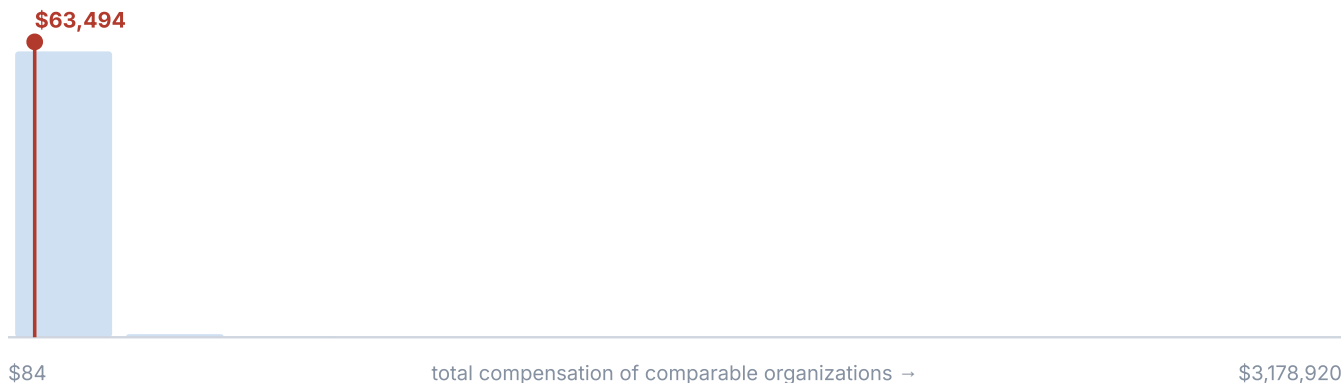 $63,494
$84
total compensation of comparable organizations →
$3,178,920